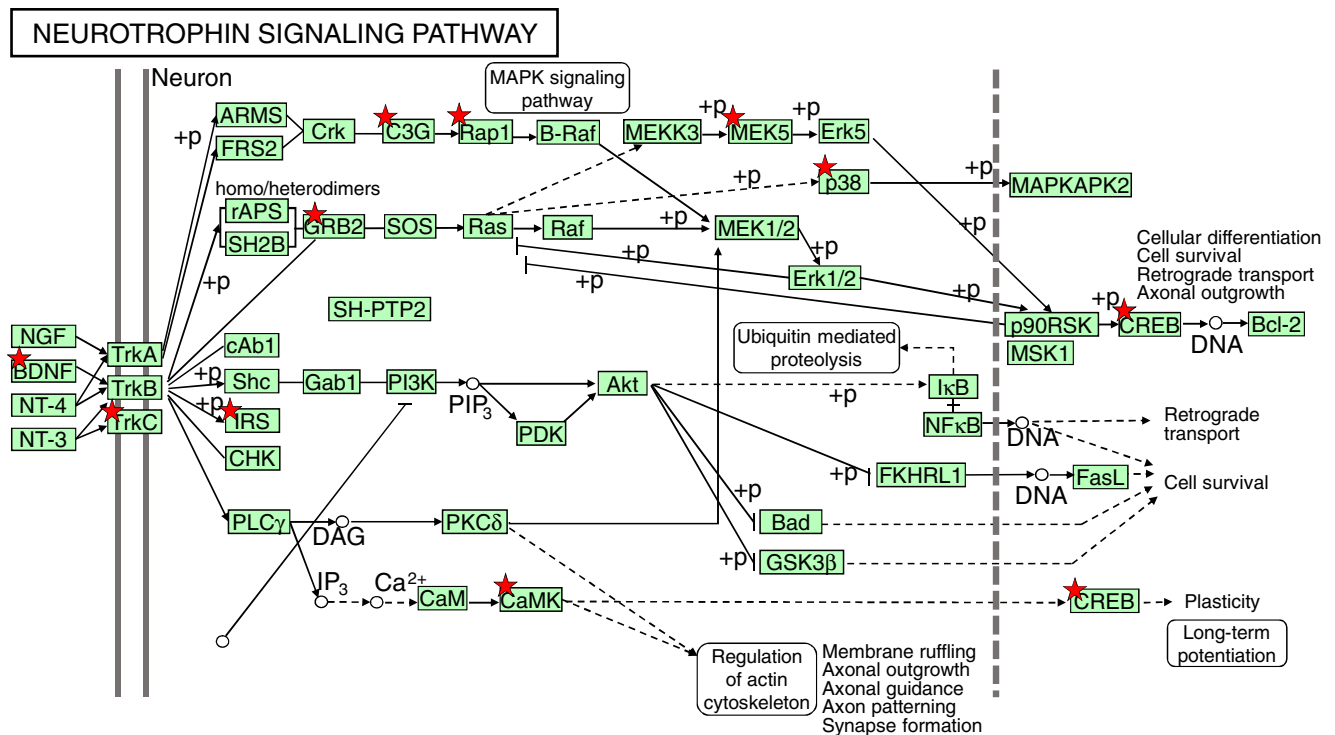 NEUROTROPHIN SIGNALING PATHWAY
Neuron
MAPK signaling
pathway
ARMS
FRS2
+p
Crk
C3G
Rap1
B-Raf
MEKK3
+p
MEK5
+p
Erk5
+p
p38
+p
MAPKAPK2
homo/heterodimers
rAPS
SH2B
GRB2
SOS
Ras
Raf
+p
MEK1/2
+p
+p
+p
+p
Erk1/2
+p
+p
SH-PTP2
Cellular differentiation
Cell survival
Retrograde transport
Axonal outgrowth
+p
p90RSK
MSK1
CREB
DNA
Bcl-2
NGF
BDNF
NT-4
NT-3
TrkA
TrkB
TrkC
cAb1
+p
Shc
Gab1
PI3K
PIP3
Akt
PDK
+p
IRS
CHK
Ubiquitin mediated
proteolysis
+p
IκB
NFκB
DNA
Retrograde
transport
+p
FKHRL1
DNA
FasL
Cell survival
+p
Bad
+p
GSK3β
PLCγ
DAG
PKCδ
IP3
Ca2+
CaM
CaMK
CREB
Plasticity
Long-term
potentiation
Regulation
of actin
cytoskeleton
Membrane ruffling
Axonal outgrowth
Axonal guidance
Axon patterning
Synapse formation